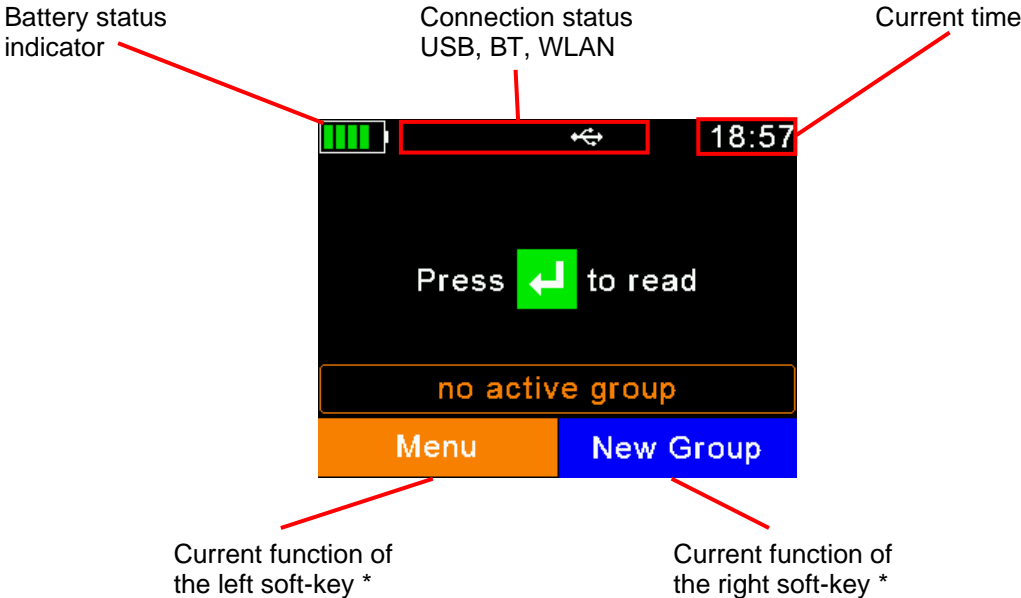 Battery status
indicator
Connection status
USB, BT, WLAN
Current time
18:57
Press to read
no active group
Menu
New Group
Current function of
the left soft-key *
Current function of
the right soft-key *